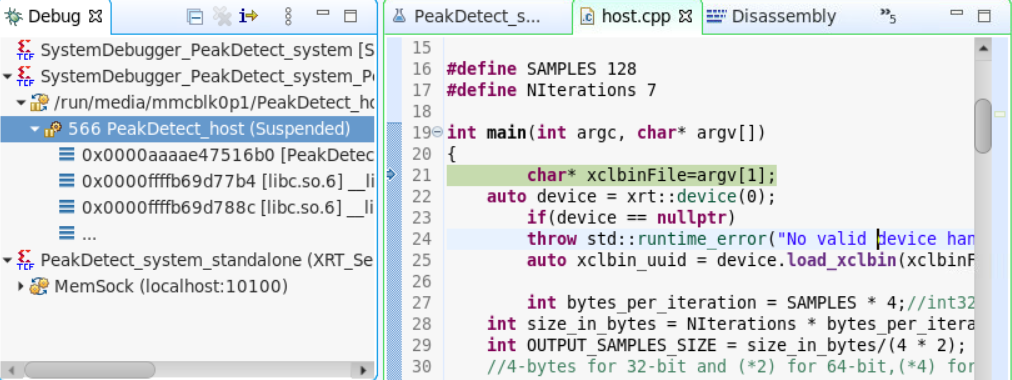 Debug
SystemDebugger_PeakDetect_system [S
SystemDebugger_PeakDetect_system_P
/run/media/mmcblk0p1/PeakDetect_h
566 PeakDetect_host (Suspended)
0x0000aaaae47516b0 [PeakDetec
0x0000ffffb69d77b4 [libc.so.6] __li
0x0000ffffb69d788c [libc.so.6] __li
...
PeakDetect_system_standalone (XRT_Se
MemSock (localhost:10100)
PeakDetect_s... host.cpp Disassembly »5
15
16 #define SAMPLES 128
17 #define NIterations 7
18
19 int main(int argc, char* argv[])
20 {
21 char* xclbinFile=argv[1];
22 auto device = xrt::device(0);
23 if(device == nullptr)
24 throw std::runtime_error("No valid device han
25 auto xclbin_uuid = device.load_xclbin(xclbinF
26
27 int bytes_per_iteration = SAMPLES * 4;//int32
28 int size_in_bytes = NIterations * bytes_per_itera
29 int OUTPUT_SAMPLES_SIZE = size_in_bytes/(4 * 2);
30 //4-bytes for 32-bit and (*2) for 64-bit,(*4) for